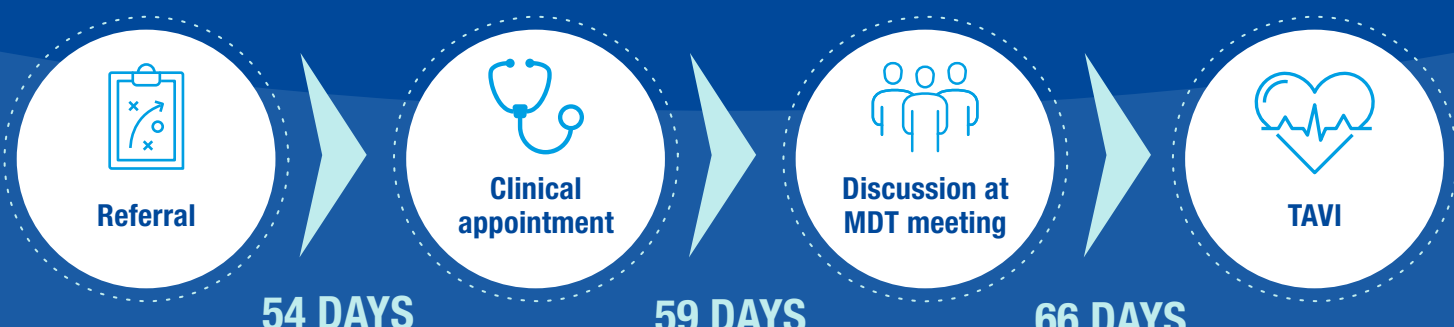 Referral
Clinical
appointment
Discussion at
MDT meeting
TAVI
54 DAYS
59 DAYS
66 DAYS